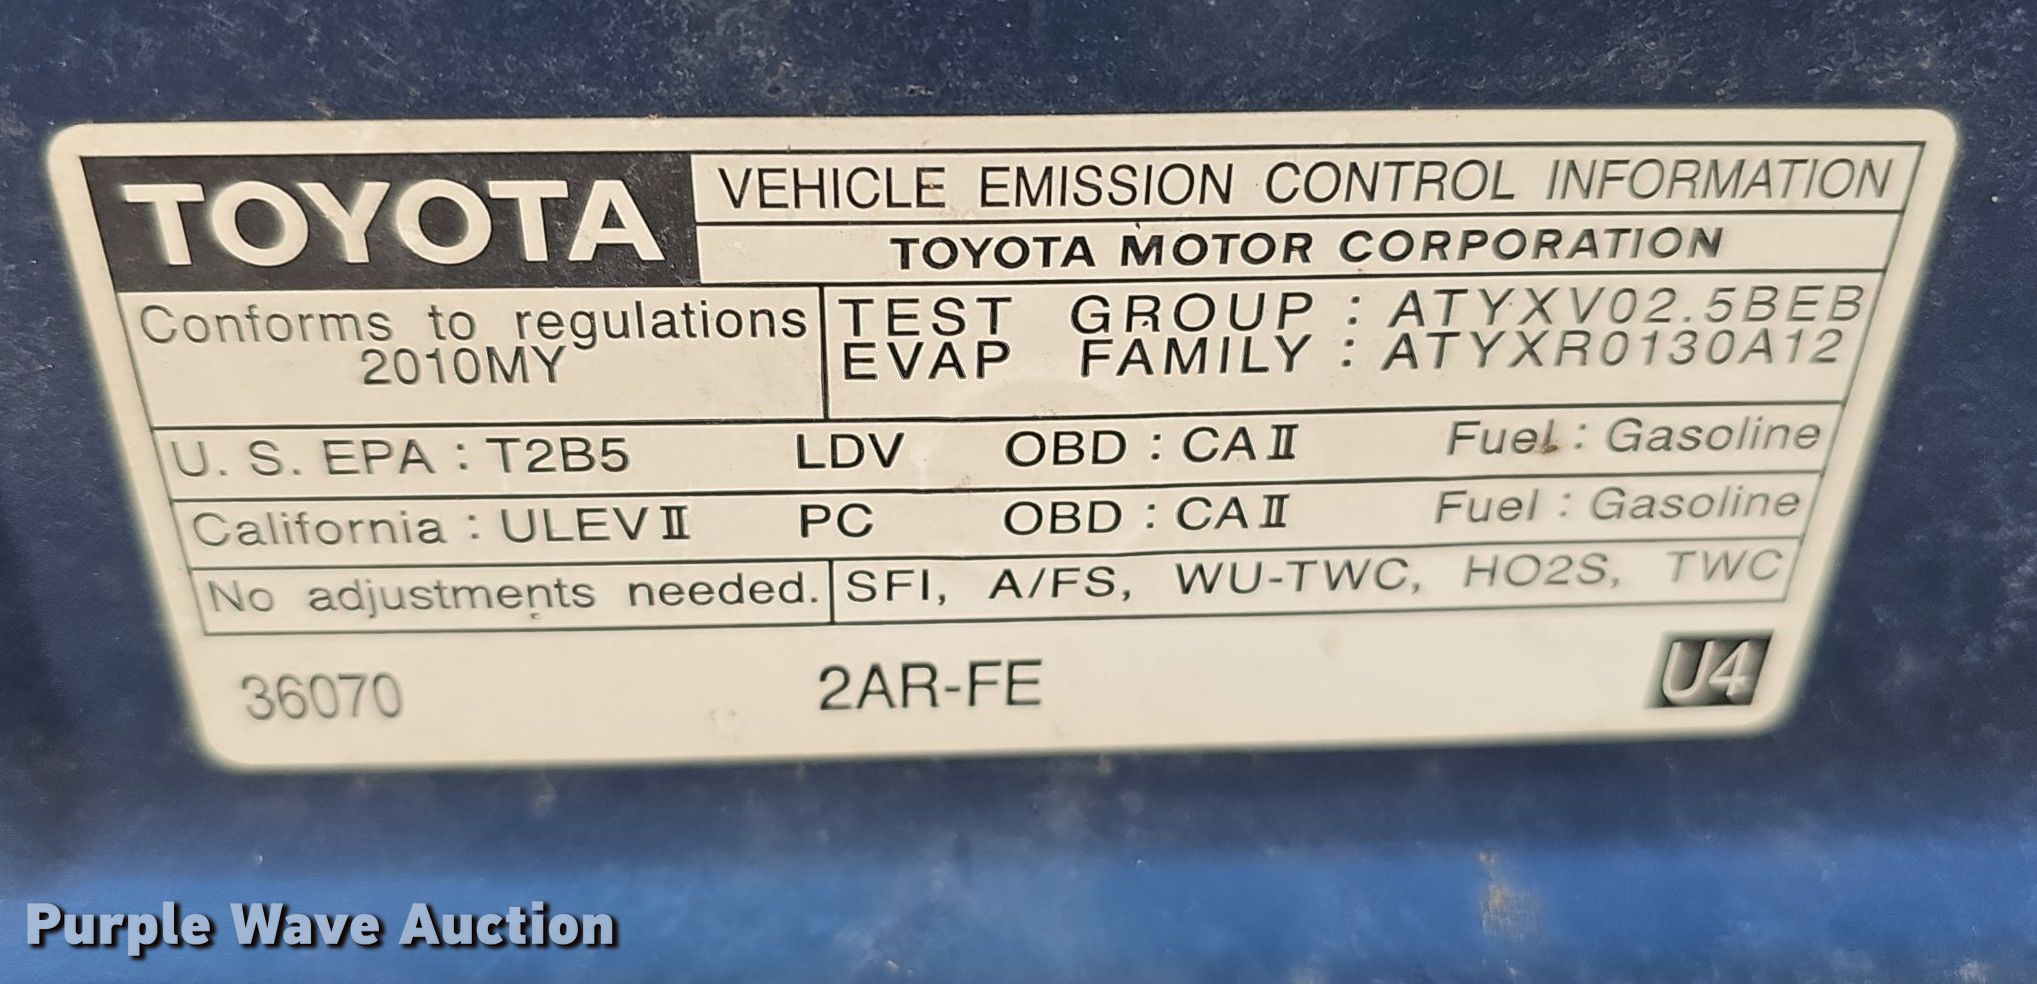 TOYOTA
VEHICLE EMISSION CONTROL INFORMATION
TOYOTA MOTOR CORPORATION
Conforms to regulations
2010MY
TEST GROUP : ATYXV02.5BEB
EVAP FAMILY : ATYXR0130A12
U. S. EPA : T2B5 LDV OBD : CAⅡ Fuel : Gasoline
California : ULEVⅡ PC OBD : CAⅡ Fuel : Gasoline
No adjustments needed. SFI, A/FS, WU-TWC, HO2S, TWC
36070 2AR-FE U4
Purple Wave Auction